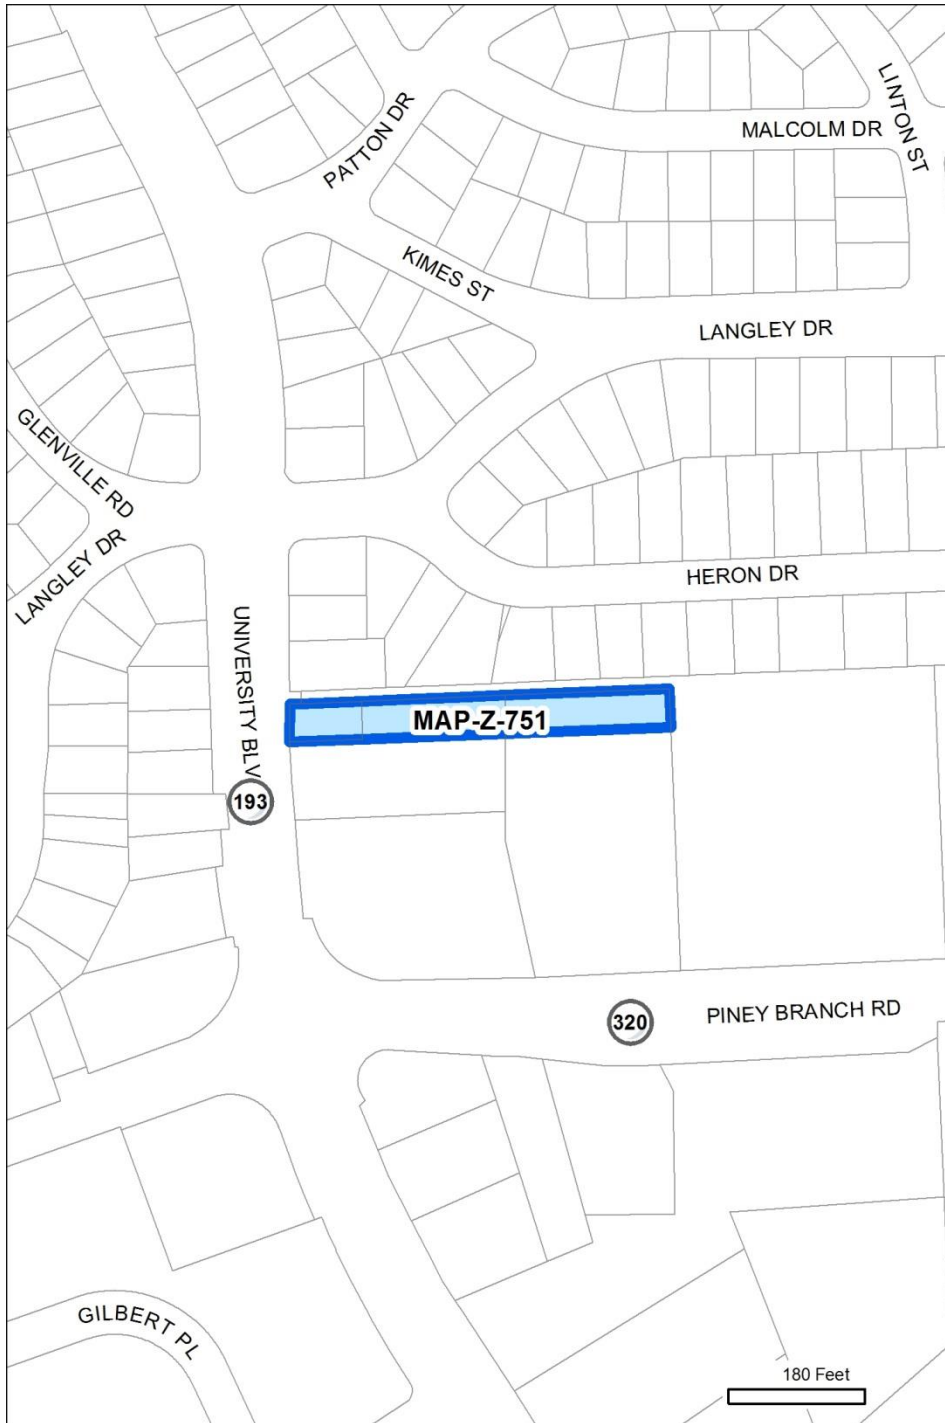 PATTON DR
MALCOLM DR
LINTON ST
KIMES ST
LANGLEY DR
GLENVILLE RD
LANGLEY DR
HERON DR
UNIVERSITY BLV
MAP-Z-751
193
320
PINEY BRANCH RD
GILBERT PL
180 Feet